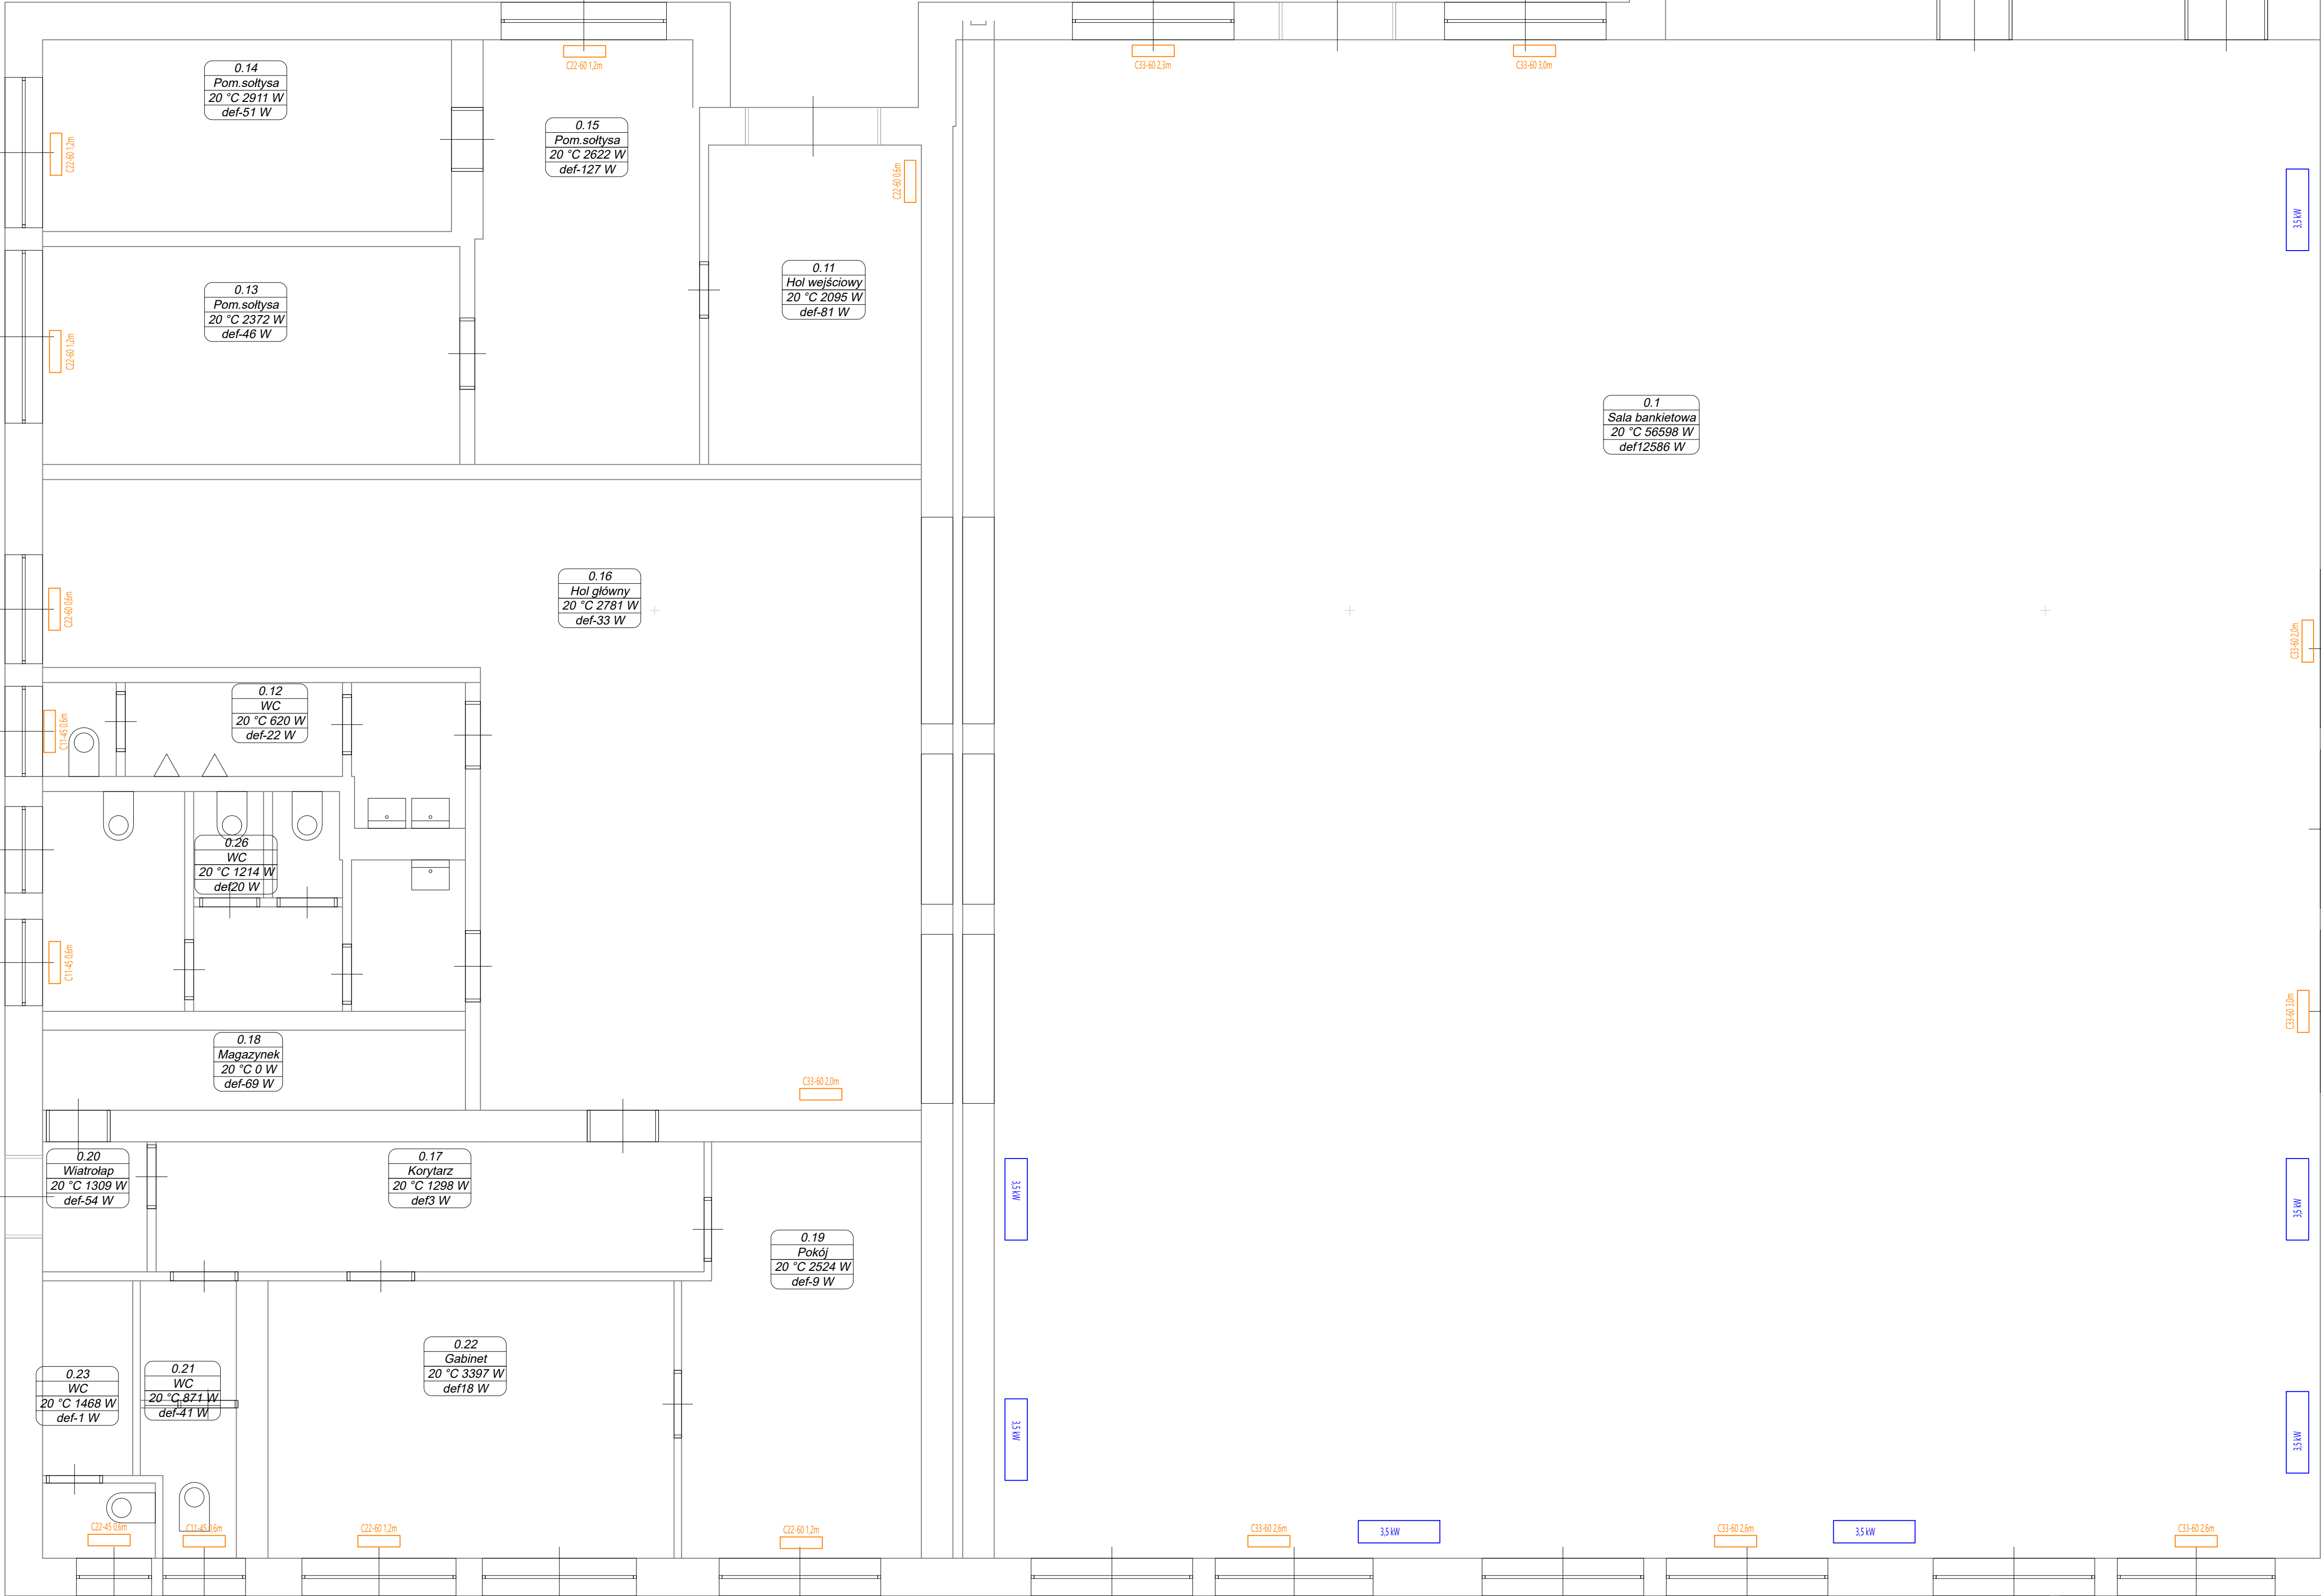 C22-60 1,2m
C33-60 2,3m
C33-60 3,0m
0.14
Pom.sołtysa
20 °C 2911 W
def-51 W
C22-60 1,2m
0.15
Pom.sołtysa
20 °C 2622 W
def-127 W
C22-60 0,6m
3,5 kW
0.11
Hol wejściowy
20 °C 2095 W
def-81 W
0.13
Pom.sołtysa
20 °C 2372 W
def-46 W
C22-60 1,2m
0.1
Sala bankietowa
20 °C 56598 W
def12586 W
0.16
Hol główny
20 °C 2781 W
def-33 W
C22-60 0,6m
C33-60 2,0m
0.12
WC
20 °C 620 W
def-22 W
C11-45 0,6m
0.26
WC
20 °C 1214 W
def20 W
C11-45 0,6m
C33-60 3,0m
0.18
Magazynek
20 °C 0 W
def-69 W
C33-60 2,0m
0.20
Wiatrołap
20 °C 1309 W
def-54 W
0.17
Korytarz
20 °C 1298 W
def3 W
3,5 kW
3,5 kW
0.19
Pokój
20 °C 2524 W
def-9 W
0.22
Gabinet
20 °C 3397 W
def18 W
0.23
WC
20 °C 1468 W
def-1 W
0.21
WC
20 °C 871 W
def-41 W
3,5 kW
3,5 kW
C22-45 0,6m
C11-45 0,6m
C22-60 1,2m
C22-60 1,2m
C33-60 2,6m
3,5 kW
C33-60 2,6m
3,5 kW
C33-60 2,6m